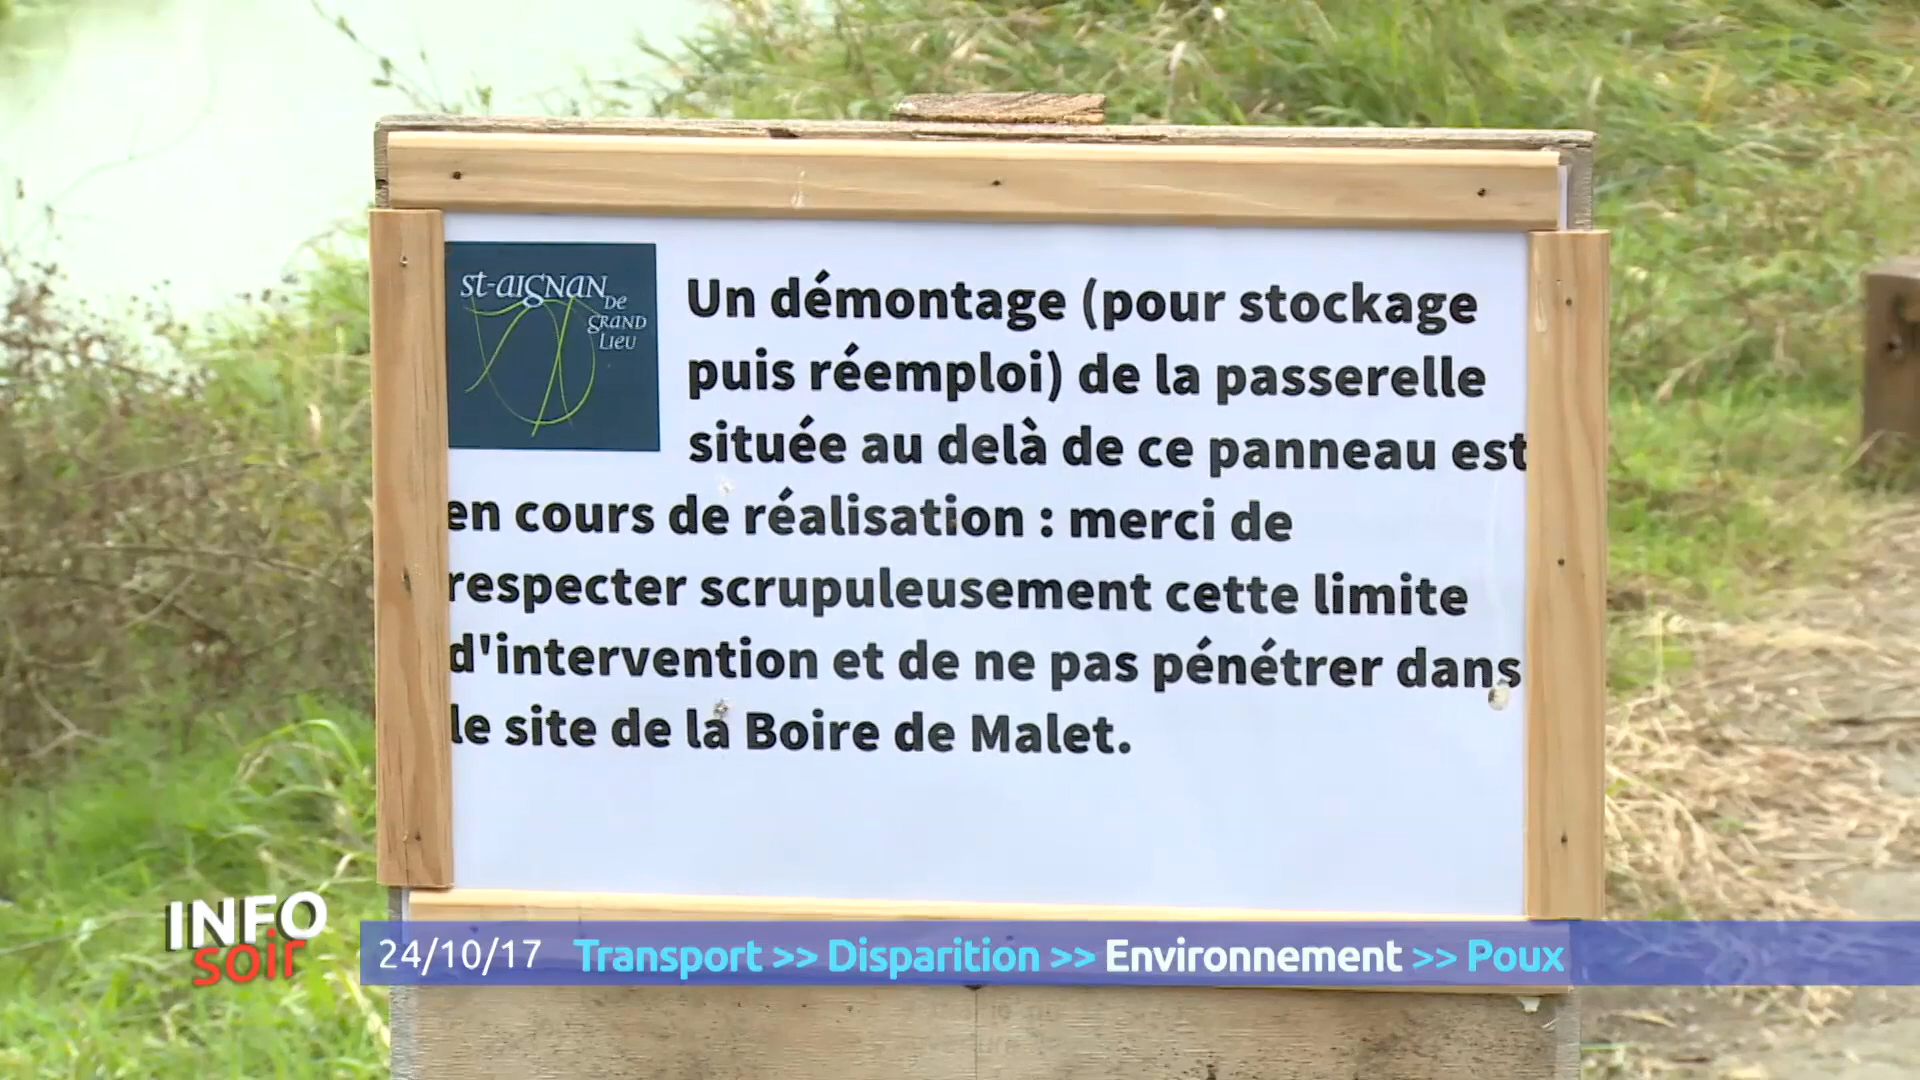 st-aignan
de
grand
lieu
Un démontage (pour stockage
puis réemploi) de la passerelle
située au delà de ce panneau est
en cours de réalisation : merci de
respecter scrupuleusement cette limite
d'intervention et de ne pas pénétrer dans
le site de la Boire de Malet.
INFO
soir
24/10/17 Transport >> Disparition >> Environnement >> Poux